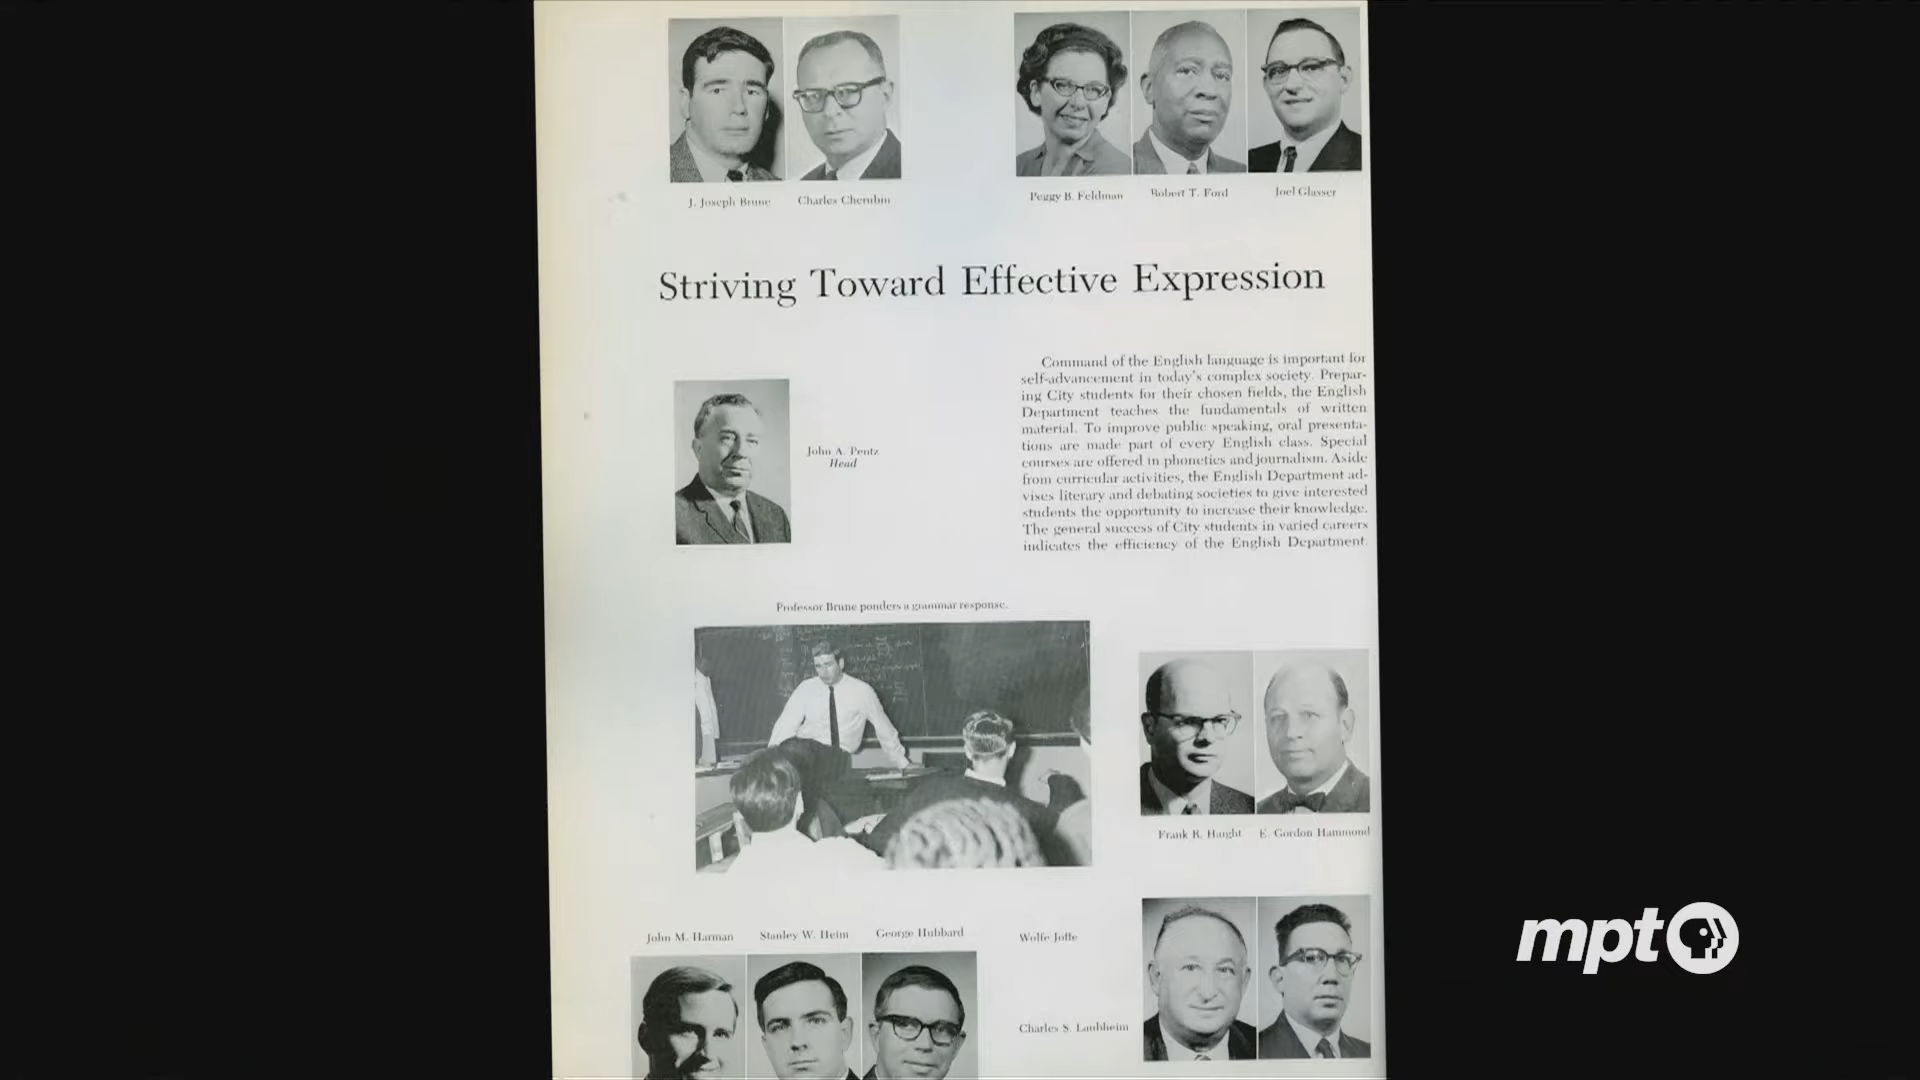 J. Joseph Brune
Charles Cherubin
Peggy B. Feldman
Robert T. Ford
Joel Glasser
Striving Toward Effective Expression
John A. Pentz
Head
Command of the English language is important for
self-advancement in today's complex society. Prepar-
ing City students for their chosen fields, the English
Department teaches the fundamentals of written
material. To improve public speaking, oral presenta-
tions are made part of every English class. Special
courses are offered in phonetics and journalism. Aside
from curricular activities, the English Department ad-
vises literary and debating societies to give interested
students the opportunity to increase their knowledge.
The general success of City students in varied careers
indicates the efficiency of the English Department.
Professor Brune ponders a grammar response.
Frank R. Haught
E. Gordon Hammond
John M. Harman
Stanley W. Heim
George Hubbard
Wolfe Joffe
Charles S. Laubheim
mpt